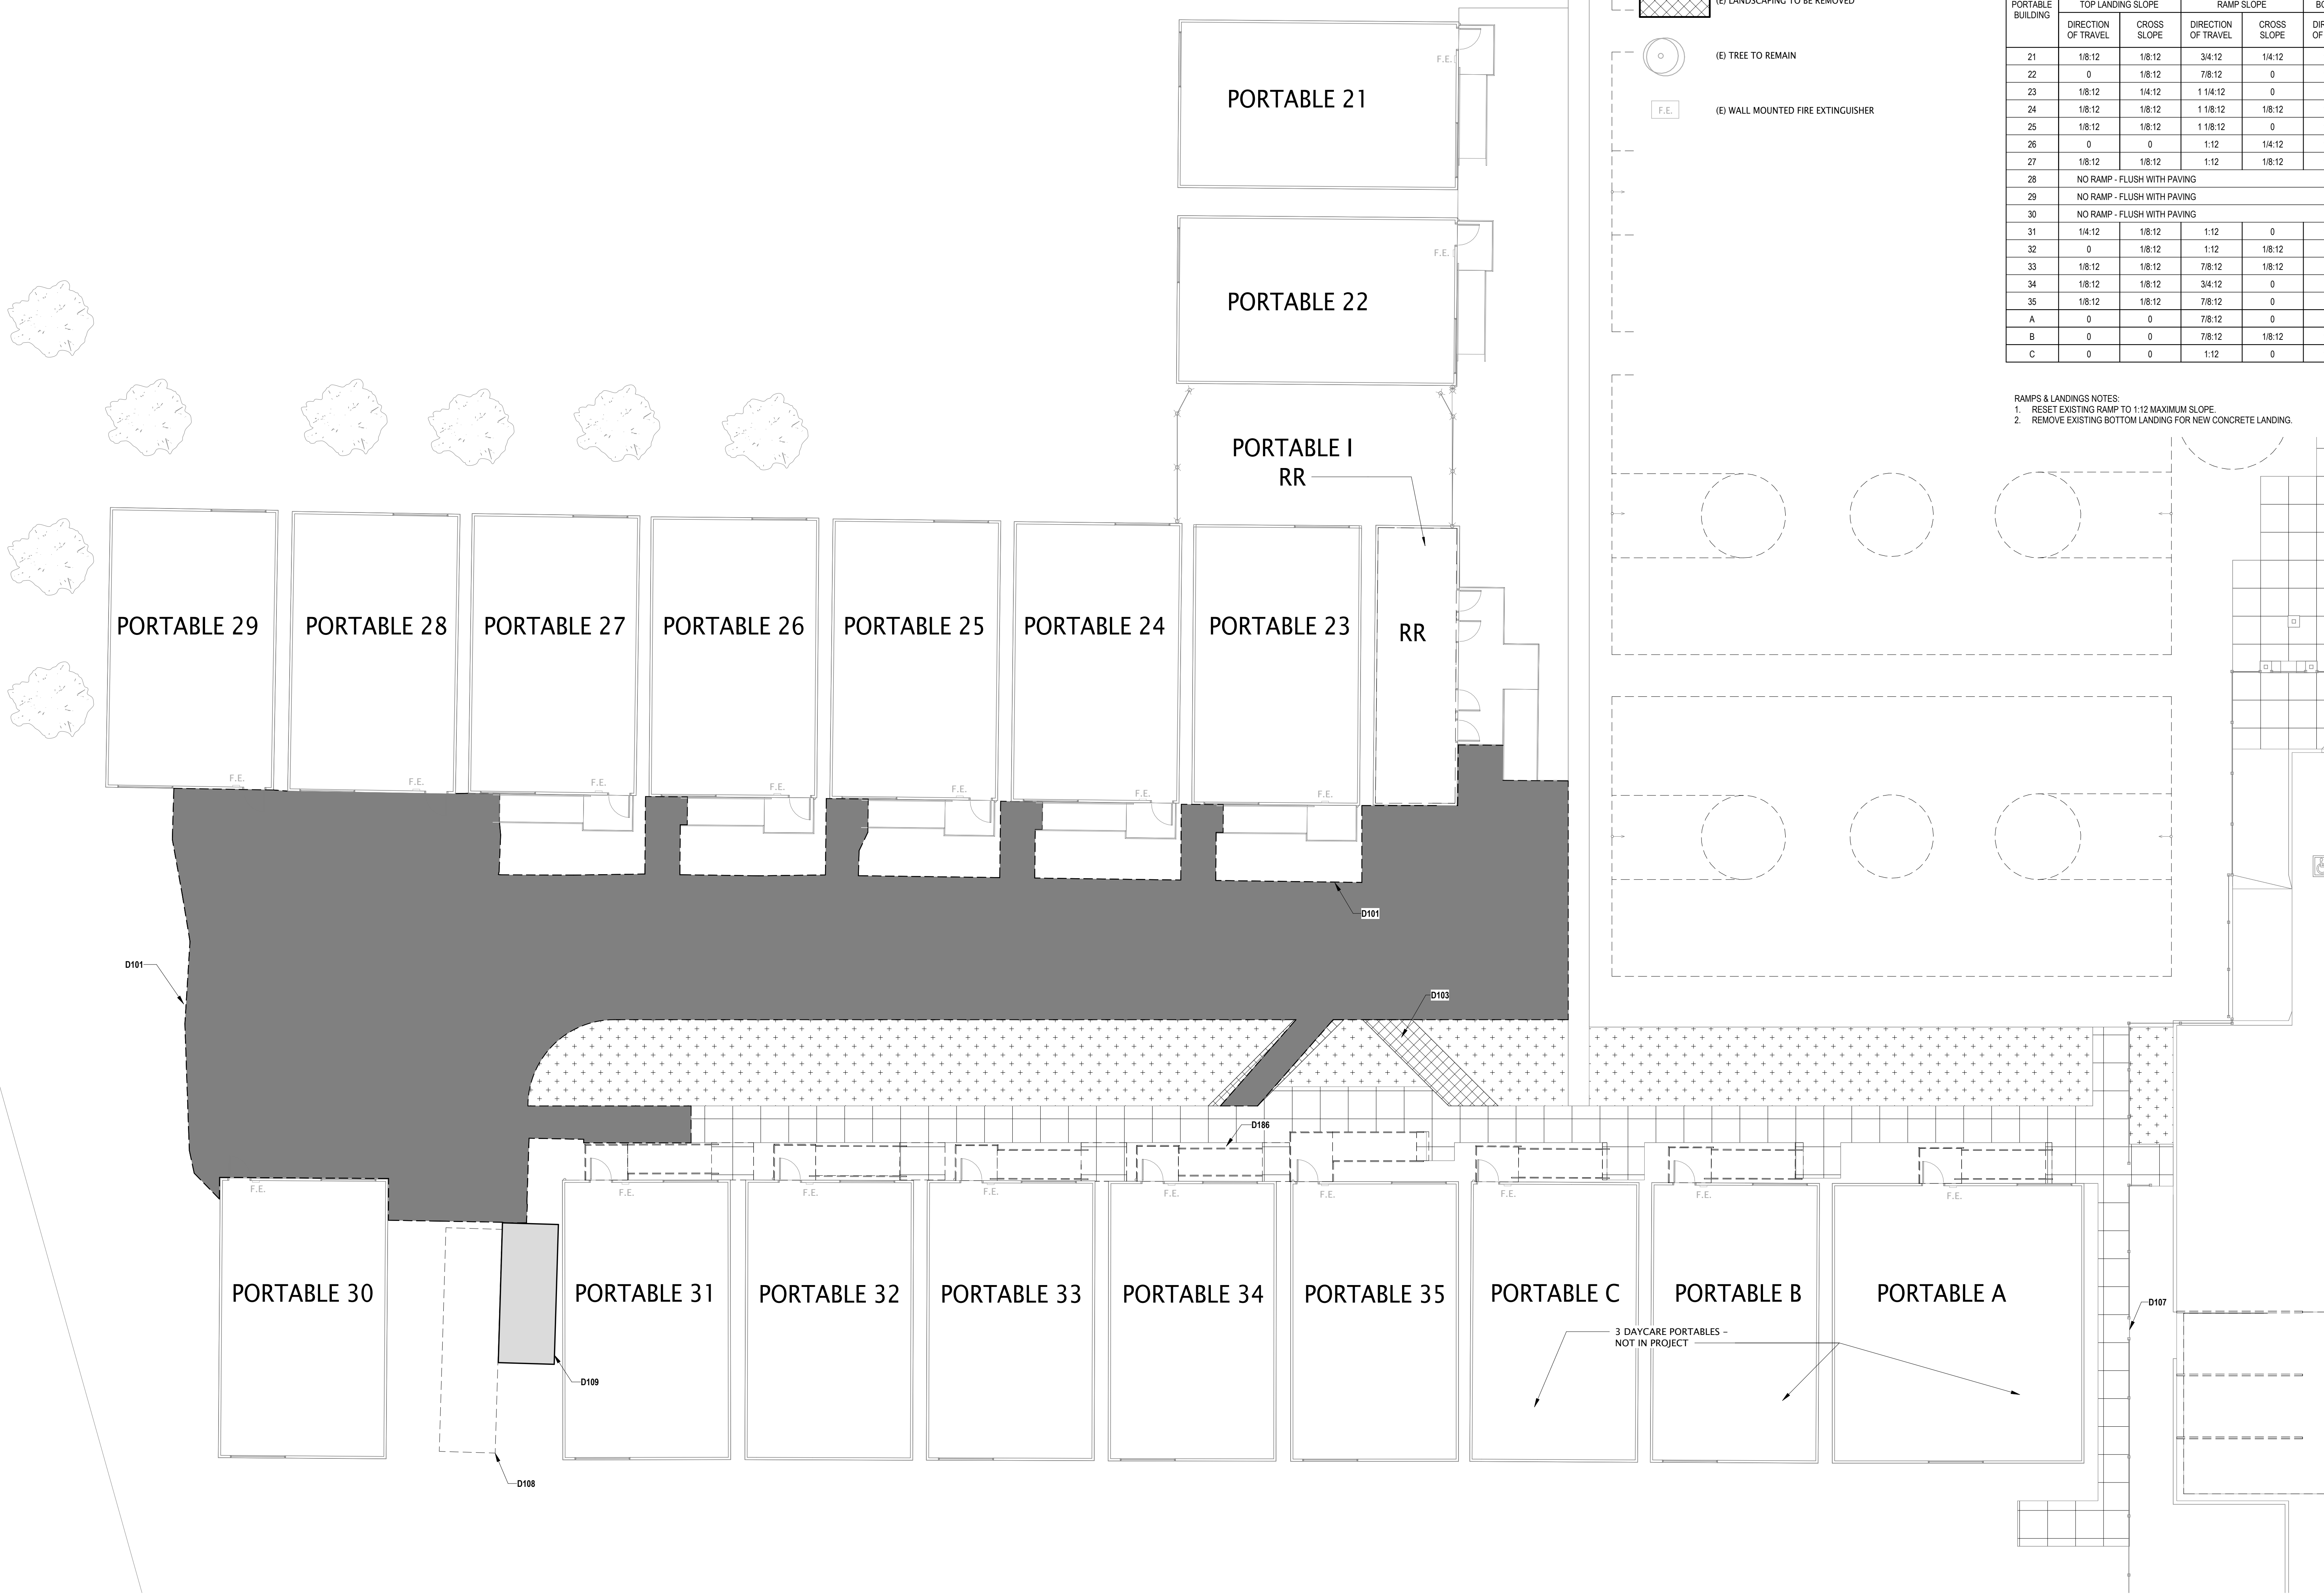 (E) LANDSCAPING TO BE REMOVED
(E) TREE TO REMAIN
F.E.
(E) WALL MOUNTED FIRE EXTINGUISHER
PORTABLE BUILDING TOP LANDING SLOPE RAMP SLOPE
DIRECTION OF TRAVEL CROSS SLOPE DIRECTION OF TRAVEL CROSS SLOPE
21 1/8:12 1/8:12 3/4:12 1/4:12
22 0 1/8:12 7/8:12 0
23 1/8:12 1/4:12 1 1/4:12 0
24 1/8:12 1/8:12 1 1/8:12 1/8:12
25 1/8:12 1/8:12 1 1/8:12 0
26 0 0 1:12 1/4:12
27 1/8:12 1/8:12 1:12 1/8:12
28 NO RAMP - FLUSH WITH PAVING
29 NO RAMP - FLUSH WITH PAVING
30 NO RAMP - FLUSH WITH PAVING
31 1/4:12 1/8:12 1:12 0
32 0 1/8:12 1:12 1/8:12
33 1/8:12 1/8:12 7/8:12 1/8:12
34 1/8:12 1/8:12 3/4:12 0
35 1/8:12 1/8:12 7/8:12 0
A 0 0 7/8:12 0
B 0 0 7/8:12 1/8:12
C 0 0 1:12 0
RAMPS & LANDINGS NOTES:
1. RESET EXISTING RAMP TO 1:12 MAXIMUM SLOPE.
2. REMOVE EXISTING BOTTOM LANDING FOR NEW CONCRETE LANDING.
F.E.
PORTABLE 21
F.E.
PORTABLE 22
PORTABLE I
RR
PORTABLE 29
PORTABLE 28
PORTABLE 27
PORTABLE 26
PORTABLE 25
PORTABLE 24
PORTABLE 23
RR
F.E.
F.E.
F.E.
F.E.
F.E.
F.E.
F.E.
D101
D101
D103
D186
F.E.
F.E.
F.E.
F.E.
F.E.
F.E.
F.E.
F.E.
F.E.
PORTABLE 30
PORTABLE 31
PORTABLE 32
PORTABLE 33
PORTABLE 34
PORTABLE 35
PORTABLE C
PORTABLE B
PORTABLE A
D107
3 DAYCARE PORTABLES -
NOT IN PROJECT
D109
D108